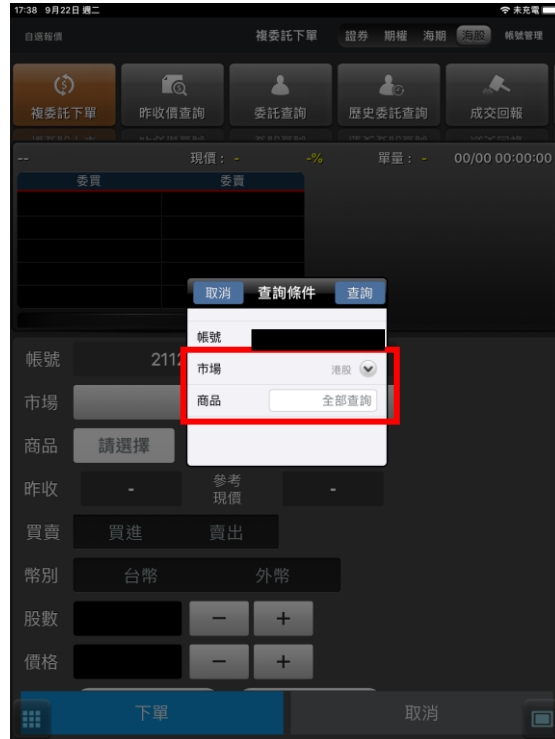 17:38 9月22日 週二 未充電
自選報價 複委託下單 證券 期權 海期 海股 帳號管理
複委託下單 昨收價查詢 委託查詢 歷史委託查詢 成交回報
-- 現價： - -% 單量： - 00/00 00:00:00
委買 委賣
取消 查詢條件 查詢
帳號
市場 港股
商品 全部查詢
帳號 2112
市場
商品 請選擇
昨收 - 參考現價 -
買賣 買進 賣出
幣別 台幣 外幣
股數 − +
價格 − +
下單 取消